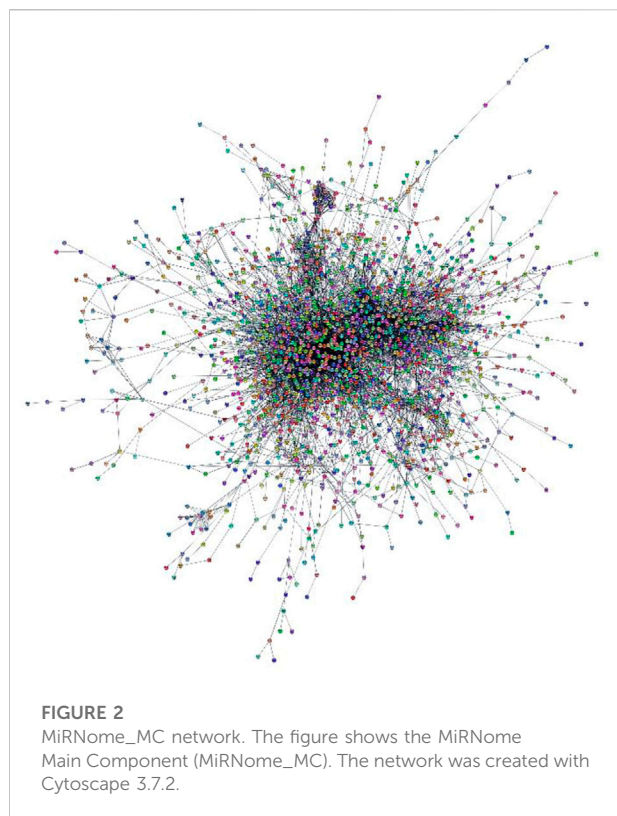 FIGURE 2
MiRNome_MC network. The figure shows the MiRNome
Main Component (MiRNome_MC). The network was created with
Cytoscape 3.7.2.